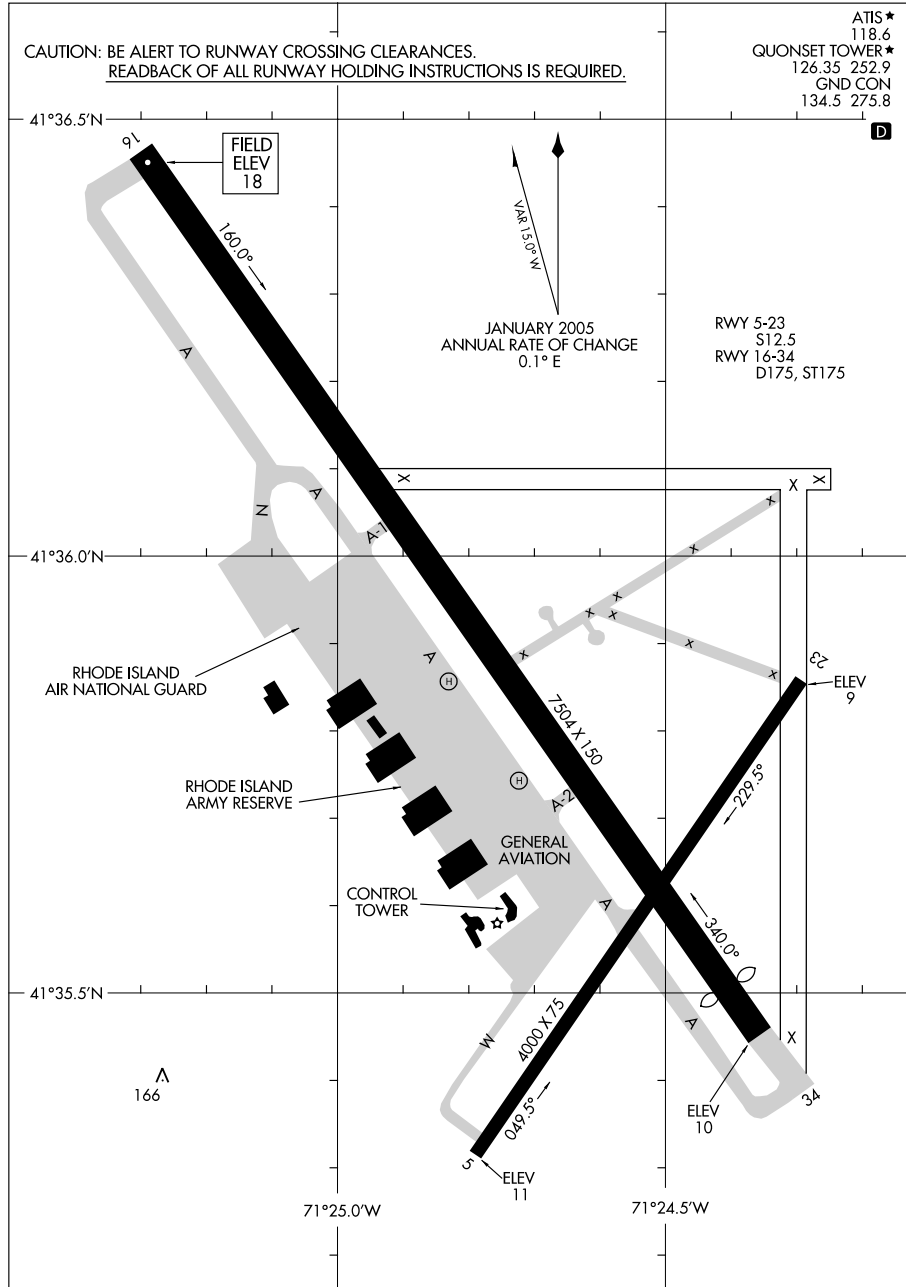 ATIS★
118.6
QUONSET TOWER★
126.35 252.9
GND CON
134.5 275.8
D
CAUTION: BE ALERT TO RUNWAY CROSSING CLEARANCES.
READBACK OF ALL RUNWAY HOLDING INSTRUCTIONS IS REQUIRED.
41°36.5'N
16
FIELD
ELEV
18
160.0°
VAR 15.0° W
JANUARY 2005
ANNUAL RATE OF CHANGE
0.1° E
RWY 5-23
S12.5
RWY 16-34
D175, ST175
A
X
X
X
A
N
A-1
X
X
41°36.0'N
X
X
X
X
X
X
X
23
A
H
RHODE ISLAND
AIR NATIONAL GUARD
ELEV
9
7504 X 150
RHODE ISLAND
ARMY RESERVE
H
A-2
229.5°
GENERAL
AVIATION
CONTROL
TOWER
A
340.0°
41°35.5'N
4000 X 75
A
X
W
166
049.5°
34
ELEV
10
5
ELEV
11
71°25.0'W
71°24.5'W